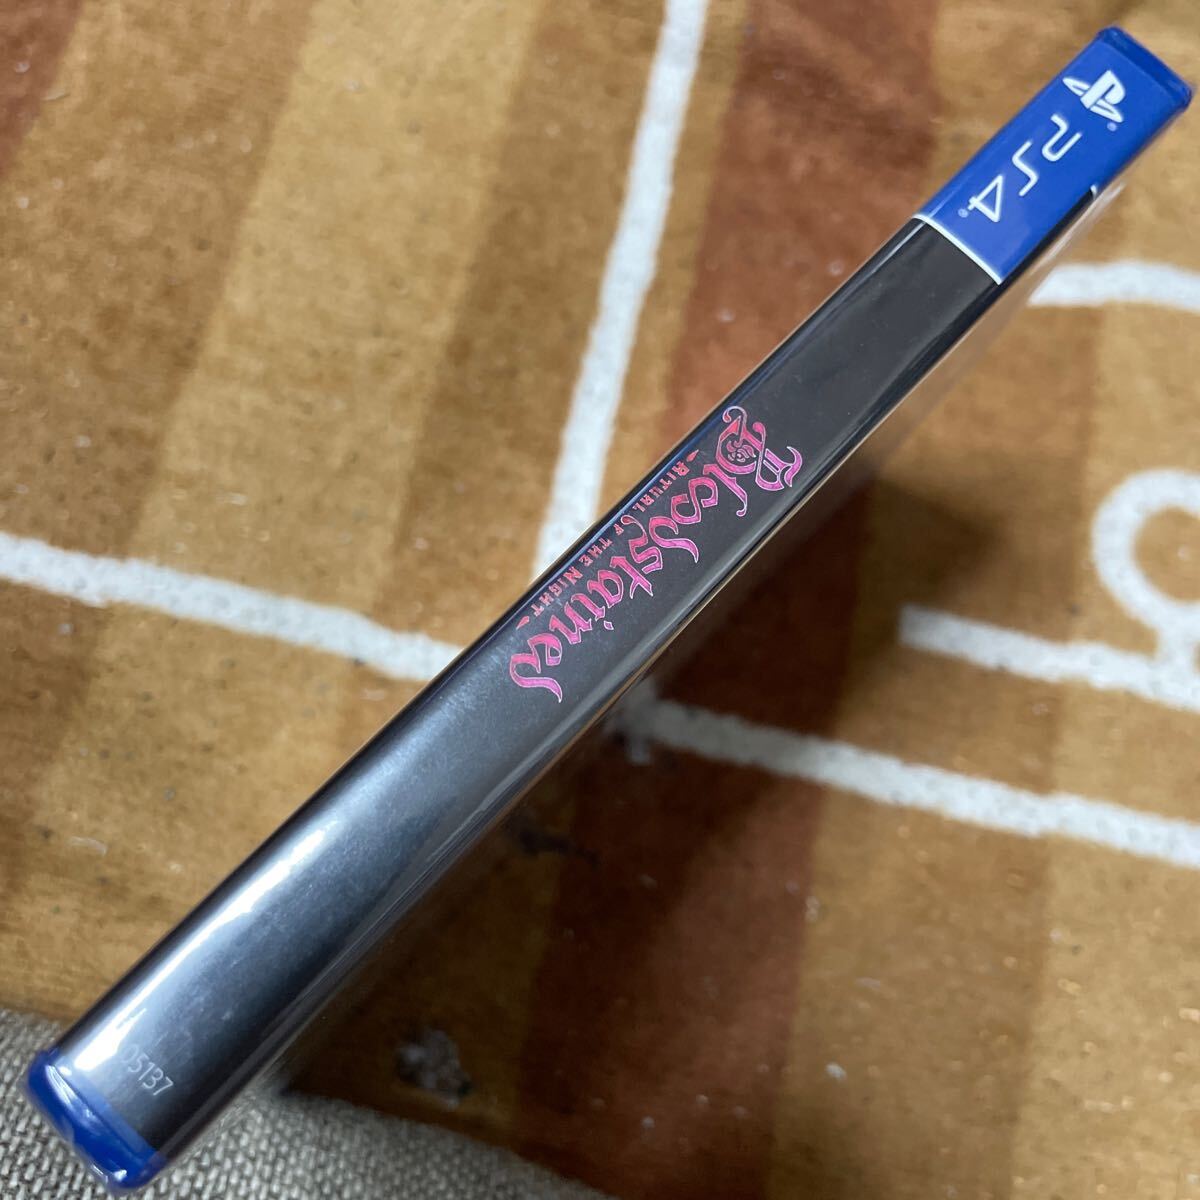 PS4
Bloodstained
RITUAL OF THE NIGHT
05137